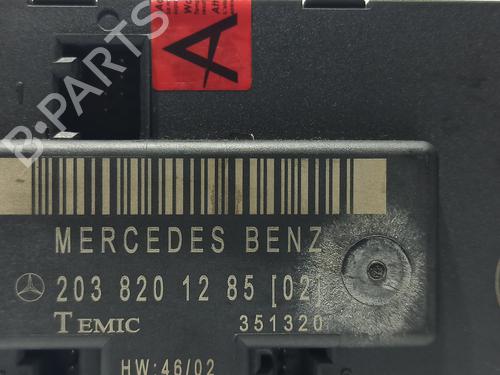 A
B-PARTS
MERCEDES BENZ
203 820 12 85 [02]
TEMIC 351320
HW:46/02